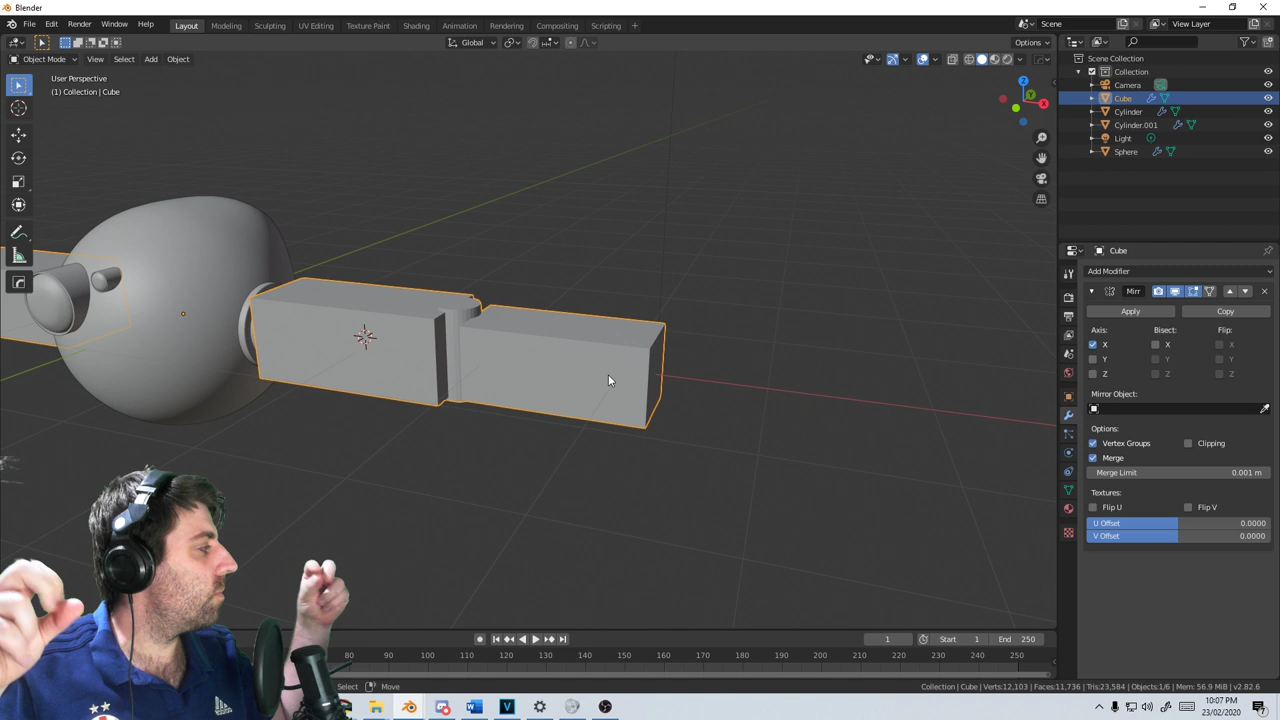 Blender
File Edit Render Window Help Layout Modeling Sculpting UV Editing Texture Paint Shading Animation Rendering Compositing Scripting + Scene View Layer
Global Options
Object Mode View Select Add Object
User Perspective
(1) Collection | Cube
Z
Y
X
Scene Collection
Collection
Camera
Cube
Cylinder
Cylinder.001
Light
Sphere
Cube
Add Modifier
Mirr
Apply Copy
Axis: Bisect: Flip:
X X X
Y Y Y
Z Z Z
Mirror Object:
Options:
Vertex Groups Clipping
Merge
Merge Limit 0.001 m
Textures:
Flip U Flip V
U Offset 0.0000
V Offset 0.0000
1 Start 1 End 250
80 90 100 110 120 130 140 150 160 170 180 190 200 210 220 230 240 250
Select Move
Collection | Cube | Verts:12,103 | Faces:11,736 | Tris:23,584 | Objects:1/6 | Mem: 56.9 MiB | v2.82.6
10:07 PM
23/02/2020